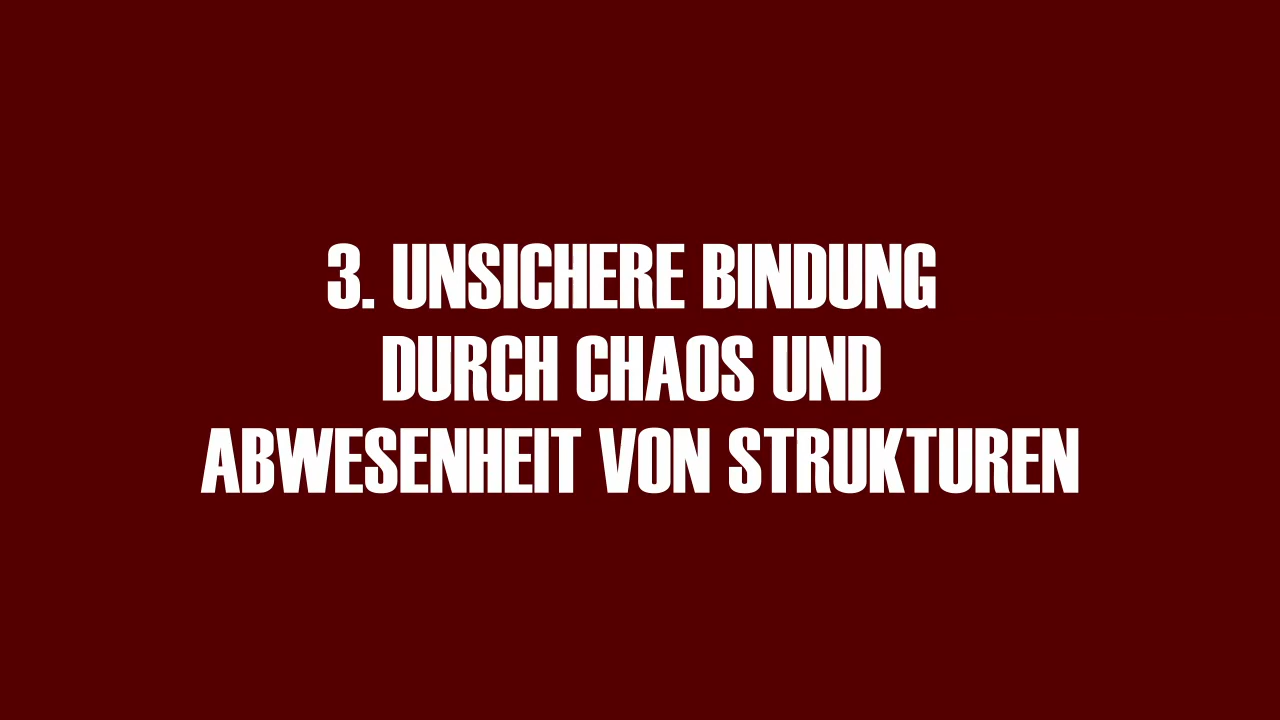 3. UNSICHERE BINDUNG
DURCH CHAOS UND
ABWESENHEIT VON STRUKTUREN